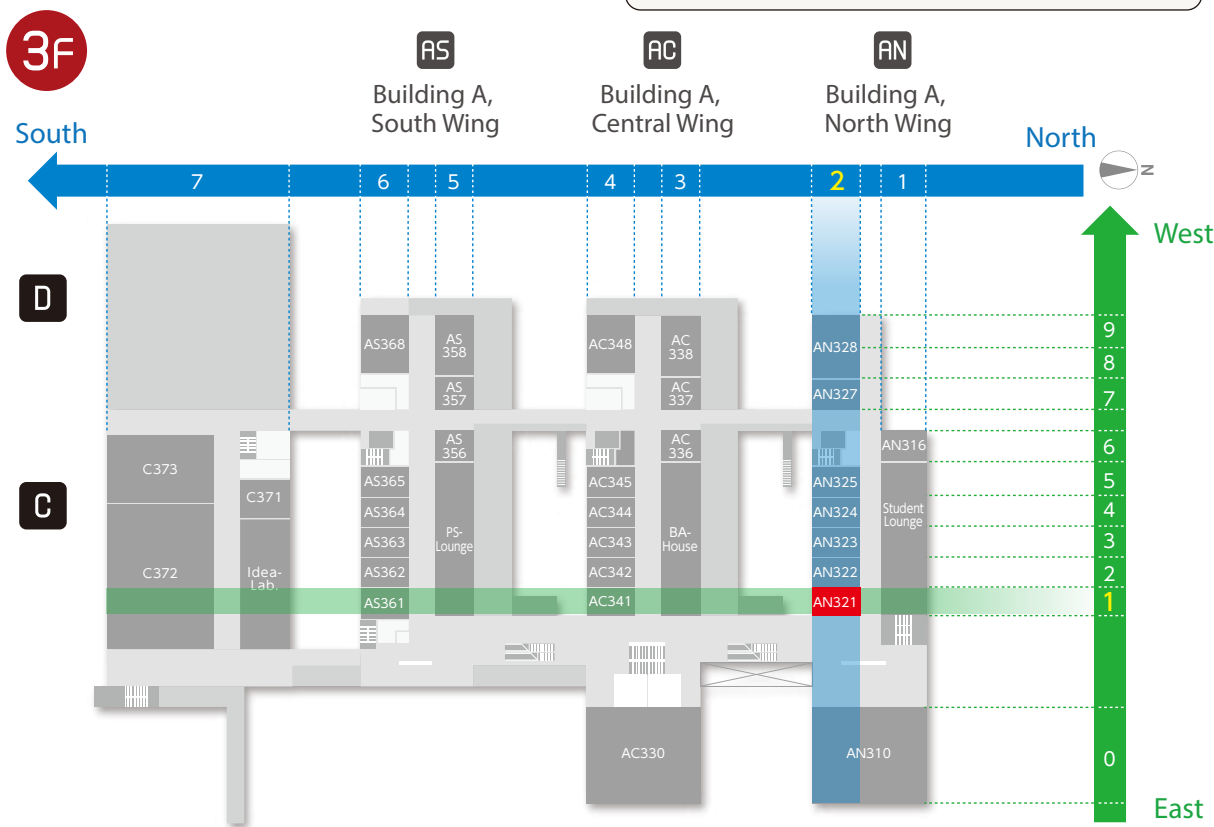 3F
AS
AC
AN
Building A,
South Wing
Building A,
Central Wing
Building A,
North Wing
South
North
7
6
5
4
3
2
1
N
West
D
9
8
7
6
5
4
3
2
1
0
East
AS368
AS
358
AC348
AC
338
AN328
AS
357
AC
337
AN327
C373
AS
356
AC
336
AN316
C
C371
AS365
AC345
AN325
AS364
AC344
AN324
Student
Lounge
AS363
PS-
Lounge
AC343
BA-
House
AN323
C372
Idea-
Lab.
AS362
AC342
AN322
AS361
AC341
AN321
AC330
AN310